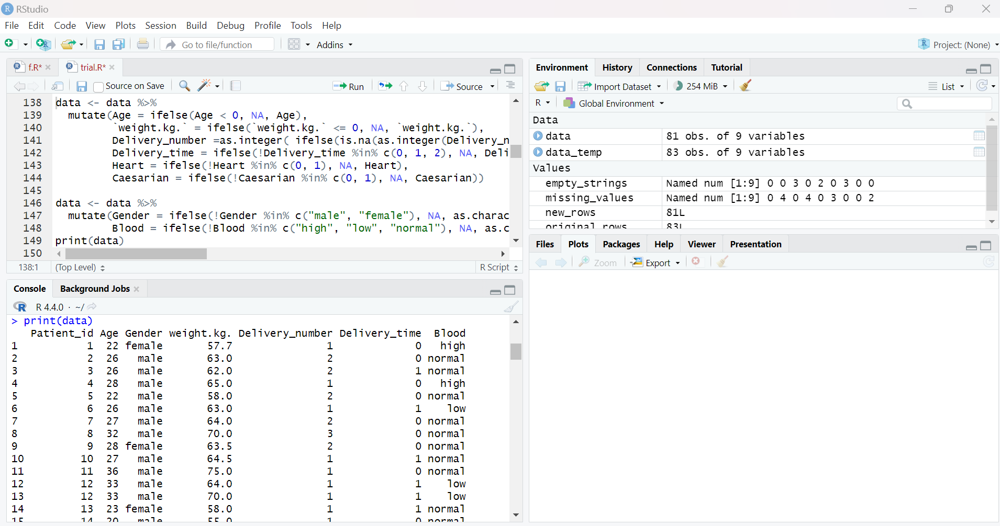 RStudio
File Edit Code View Plots Session Build Debug Profile Tools Help
Go to file/function Addins Project: (None)
f.R* trial.R*
Source on Save Run Source
138 data <- data %>%
139   mutate(Age = ifelse(Age < 0, NA, Age),
140          `weight.kg.` = ifelse(`weight.kg.` <= 0, NA, `weight.kg.`),
141          Delivery_number =as.integer( ifelse(is.na(as.integer(Delivery_n
142          Delivery_time = ifelse(!Delivery_time %in% c(0, 1, 2), NA, Deli
143          Heart = ifelse(!Heart %in% c(0, 1), NA, Heart),
144          Caesarian = ifelse(!Caesarian %in% c(0, 1), NA, Caesarian))
145
146 data <- data %>%
147   mutate(Gender = ifelse(!Gender %in% c("male", "female"), NA, as.charac
148          Blood = ifelse(!Blood %in% c("high", "low", "normal"), NA, as.c
149 print(data)
150
138:1 (Top Level) R Script
Console Background Jobs
R 4.4.0 · ~/
> print(data)
   Patient_id Age Gender weight.kg. Delivery_number Delivery_time  Blood
1           1  22 female       57.7               1             0   high
2           2  26   male       63.0               2             0 normal
3           3  26   male       62.0               2             1 normal
4           4  28   male       65.0               1             0   high
5           5  22   male       58.0               2             0 normal
6           6  26   male       63.0               1             1    low
7           7  27   male       64.0               2             0 normal
8           8  32   male       70.0               3             0 normal
9           9  28 female       63.5               2             0 normal
10         10  27   male       64.5               1             1 normal
11         11  36   male       75.0               1             0 normal
12         12  33   male       64.0               1             1    low
13         12  33   male       70.0               1             1    low
14         13  23 female       58.0               1             1 normal
15         14  20   male       55.0               1             0 normal
Environment History Connections Tutorial
Import Dataset 254 MiB List
R Global Environment
Data
data 81 obs. of 9 variables
data_temp 83 obs. of 9 variables
Values
empty_strings Named num [1:9] 0 0 3 0 2 0 3 0 0
missing_values Named num [1:9] 0 4 0 4 0 3 0 0 2
new_rows 81L
original_rows 83L
Files Plots Packages Help Viewer Presentation
Zoom Export